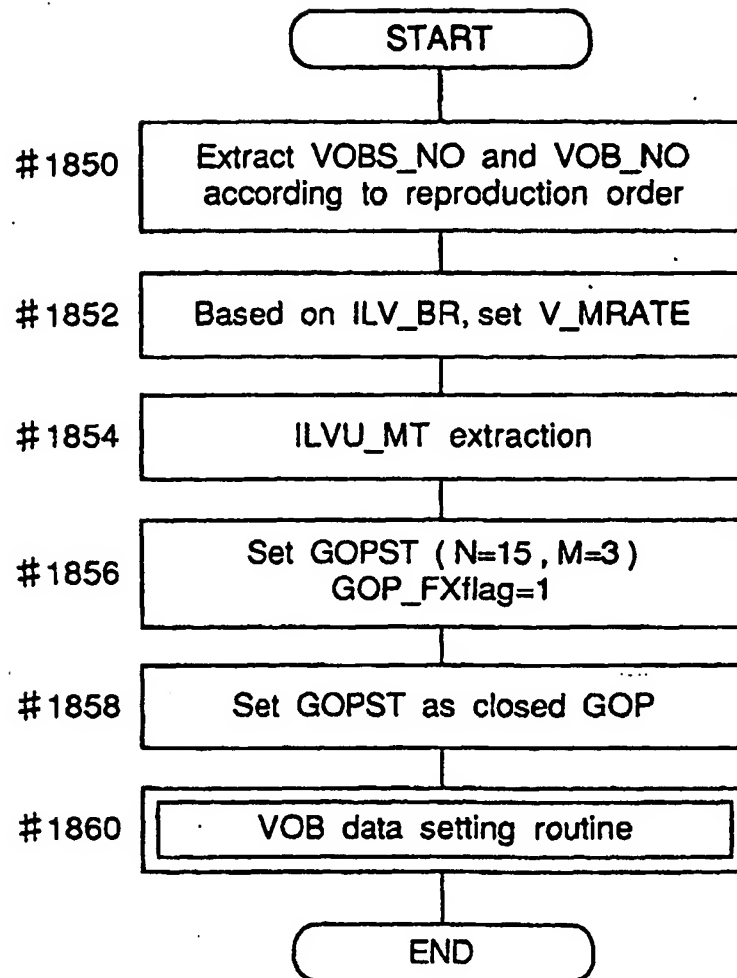 START
#1850
Extract VOBS_NO and VOB_NO
according to reproduction order
#1852
Based on ILV_BR, set V_MRATE
#1854
ILVU_MT extraction
#1856
Set GOPST ( N=15 , M=3 )
GOP_FXflag=1
#1858
Set GOPST as closed GOP
#1860
VOB data setting routine
END